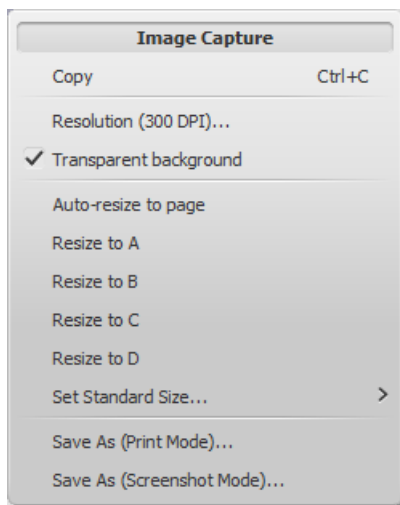 Image Capture
Copy Ctrl+C
Resolution (300 DPI)...
Transparent background
Auto-resize to page
Resize to A
Resize to B
Resize to C
Resize to D
Set Standard Size...
Save As (Print Mode)...
Save As (Screenshot Mode)...